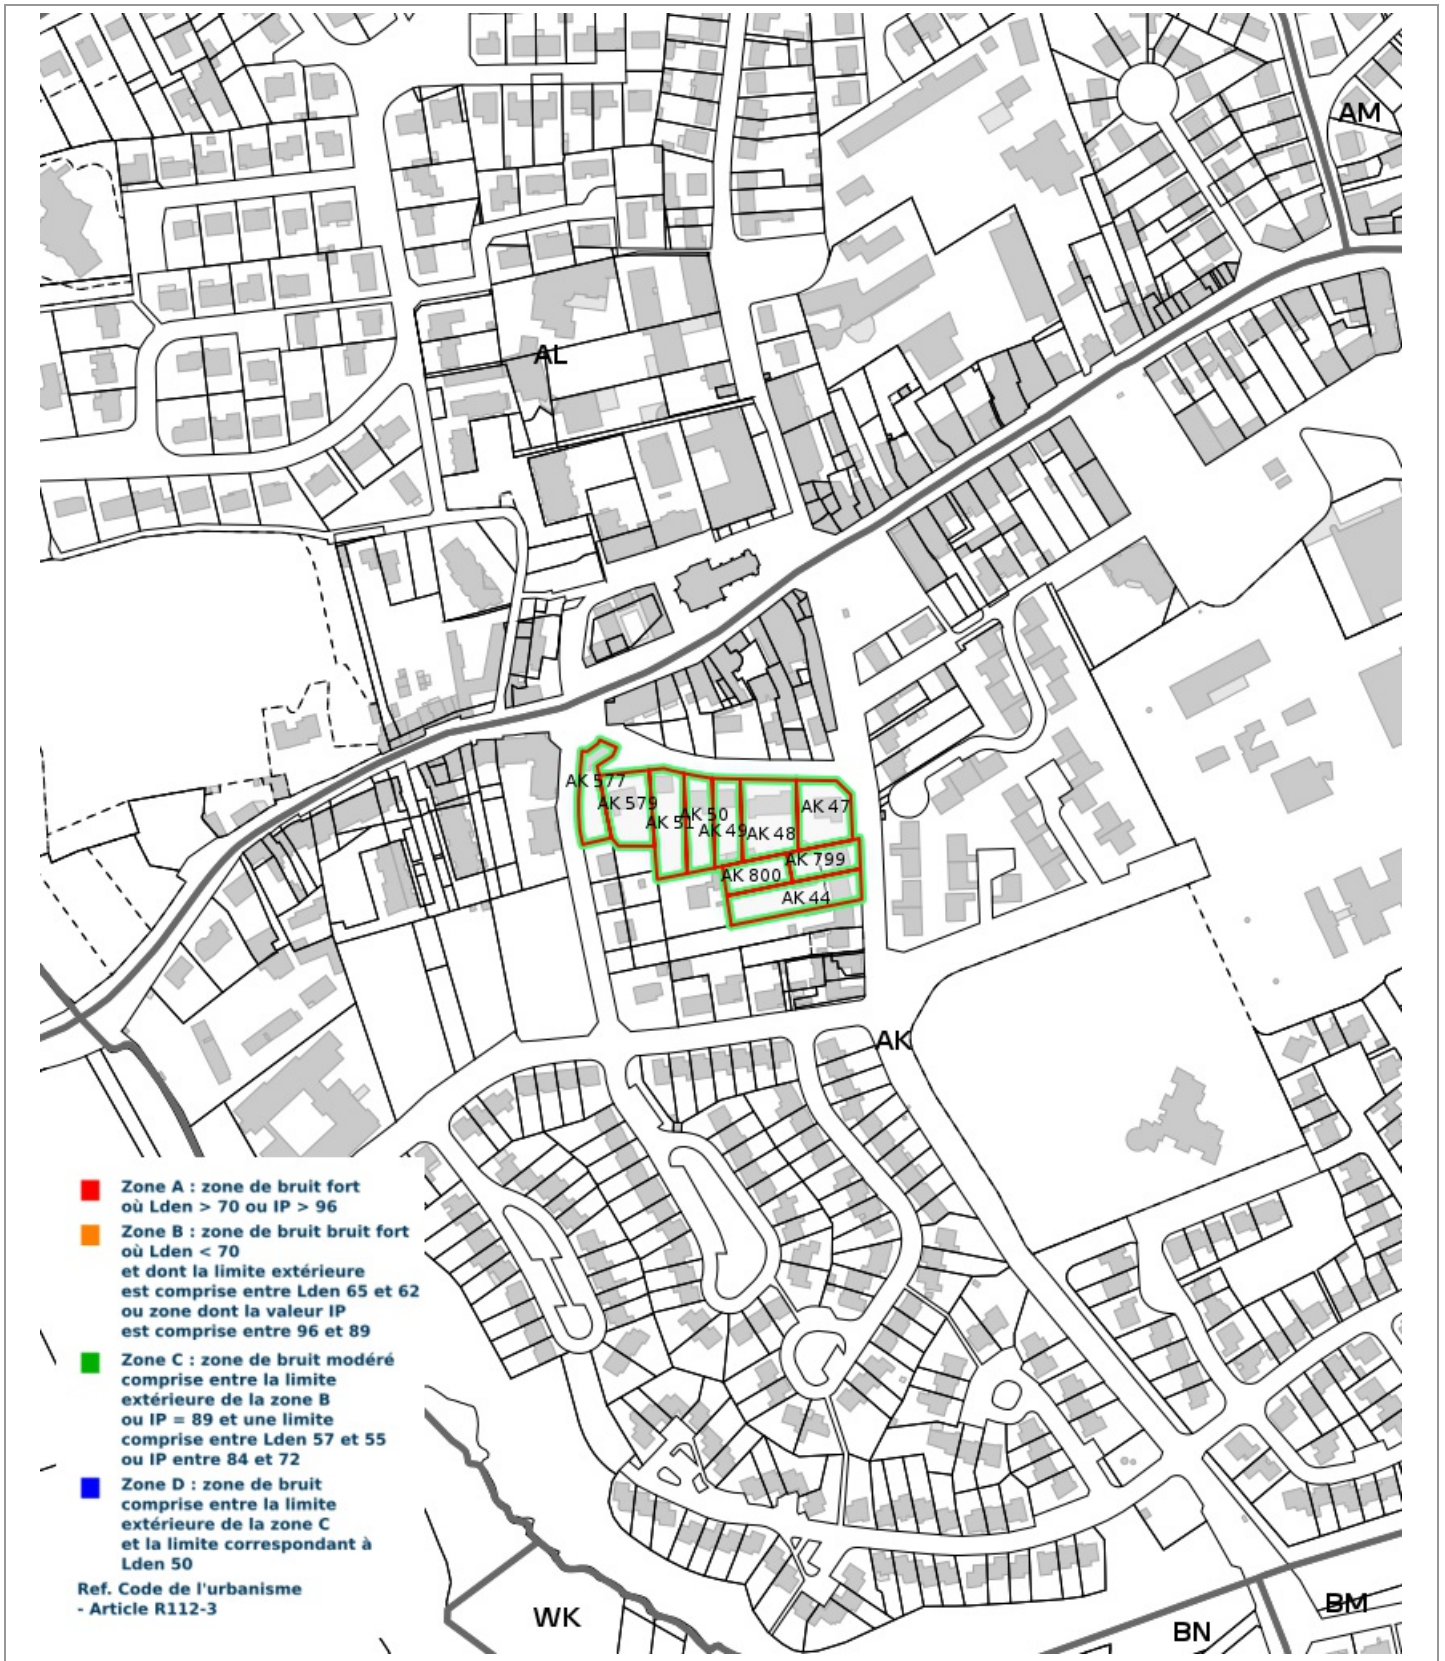 AM
AL
AK 577
AK 579
AK 51
AK 50
AK 49
AK 48
AK 47
AK 799
AK 800
AK 44
AK
Zone A : zone de bruit fort
où Lden > 70 ou IP > 96
Zone B : zone de bruit bruit fort
où Lden < 70
et dont la limite extérieure
est comprise entre Lden 65 et 62
ou zone dont la valeur IP
est comprise entre 96 et 89
Zone C : zone de bruit modéré
comprise entre la limite
extérieure de la zone B
ou IP = 89 et une limite
comprise entre Lden 57 et 55
ou IP entre 84 et 72
Zone D : zone de bruit
comprise entre la limite
extérieure de la zone C
et la limite correspondant à
Lden 50
Ref. Code de l'urbanisme
- Article R112-3
WK
BN
BM